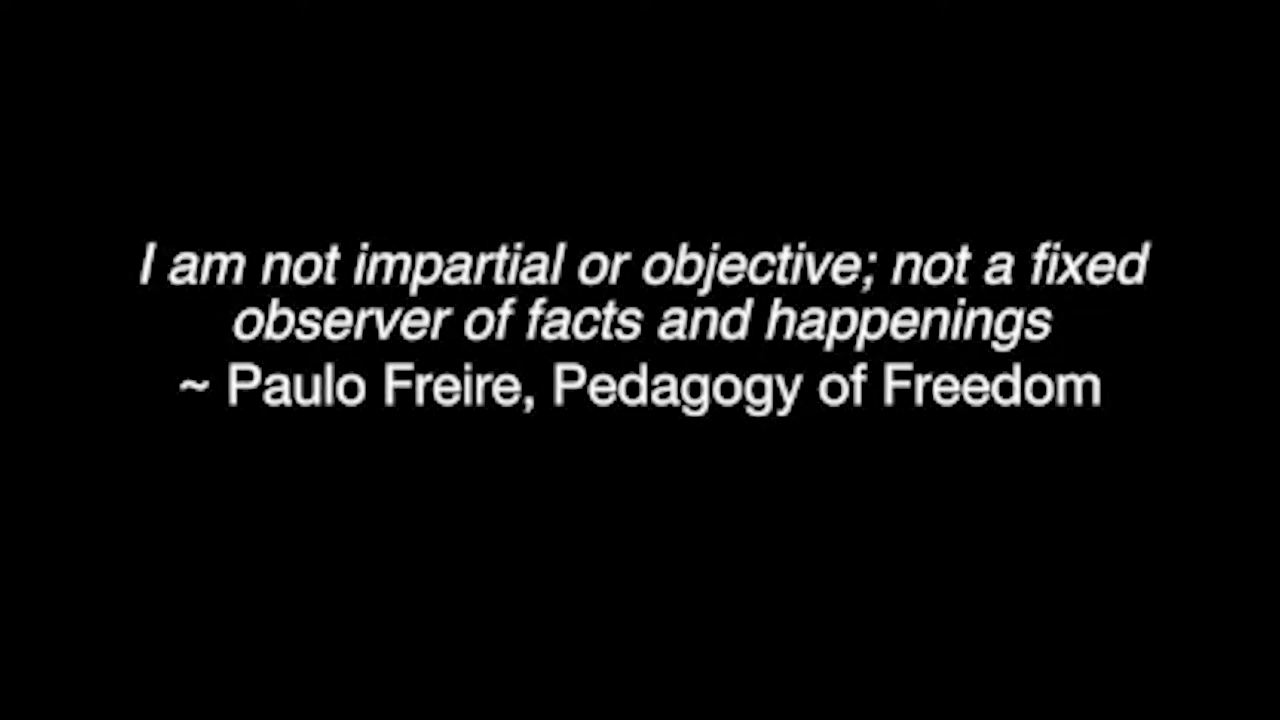 I am not impartial or objective; not a fixed
observer of facts and happenings
~ Paulo Freire, Pedagogy of Freedom